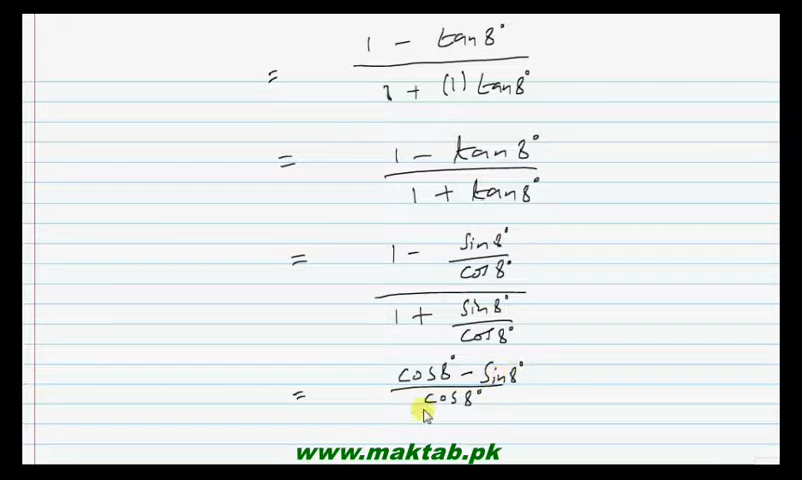 1 - tan8°
= ―――――
1 + (1) tan8°
1 - tan8°
= ―――――
1 + tan8°
1 - sin8°/cos8°
= ―――――
1 + sin8°/cos8°
cos8° - sin8°
= ―――――
cos8°
www.maktab.pk